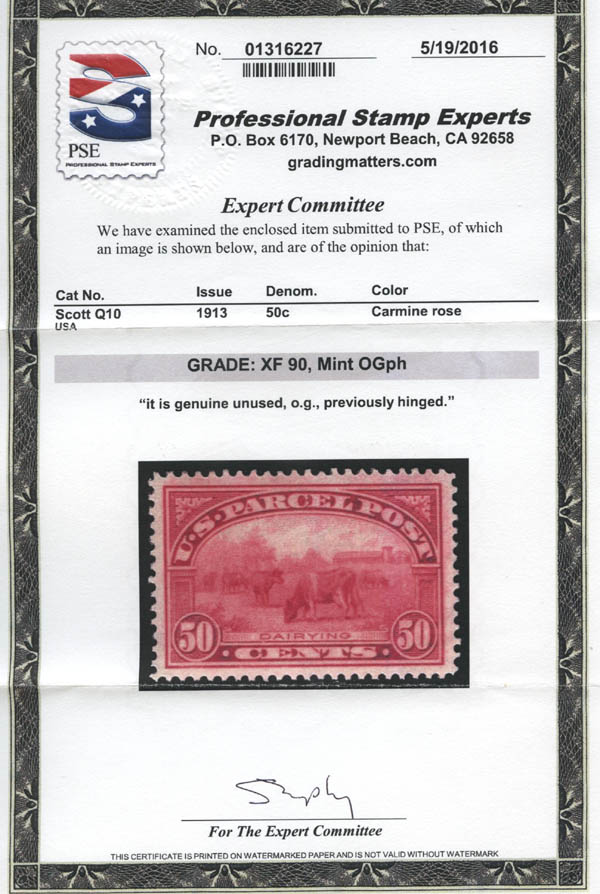 No. 01316227 5/19/2016
PSE
PROFESSIONAL STAMP EXPERTS
Professional Stamp Experts
P.O. Box 6170, Newport Beach, CA 92658
gradingmatters.com
Expert Committee
We have examined the enclosed item submitted to PSE, of which
an image is shown below, and are of the opinion that:
Cat No. Issue Denom. Color
Scott Q10 1913 50c Carmine rose
USA
GRADE: XF 90, Mint OGph
“it is genuine unused, o.g., previously hinged.”
U.S. PARCEL POST
50 DAIRYING 50
CENTS
For The Expert Committee
THIS CERTIFICATE IS PRINTED ON WATERMARKED PAPER AND IS NOT VALID WITHOUT WATERMARK